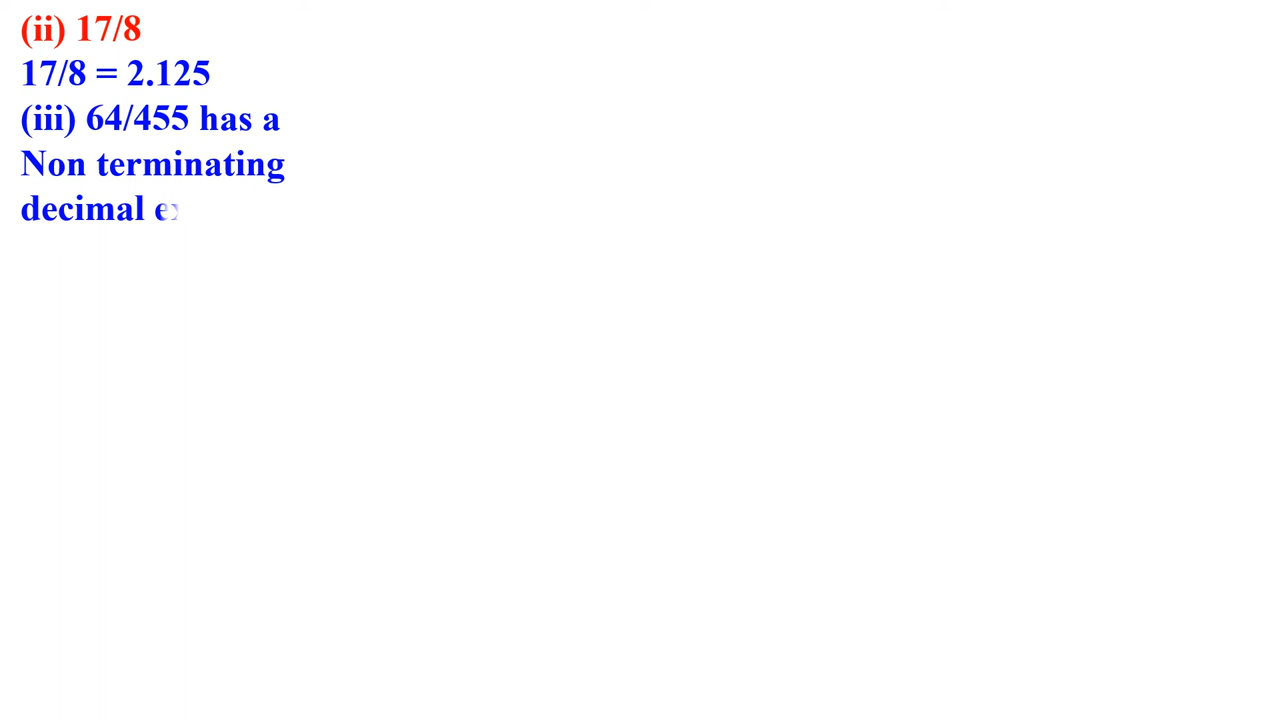 (ii) 17/8
17/8 = 2.125
(iii) 64/455 has a
Non terminating
decimal